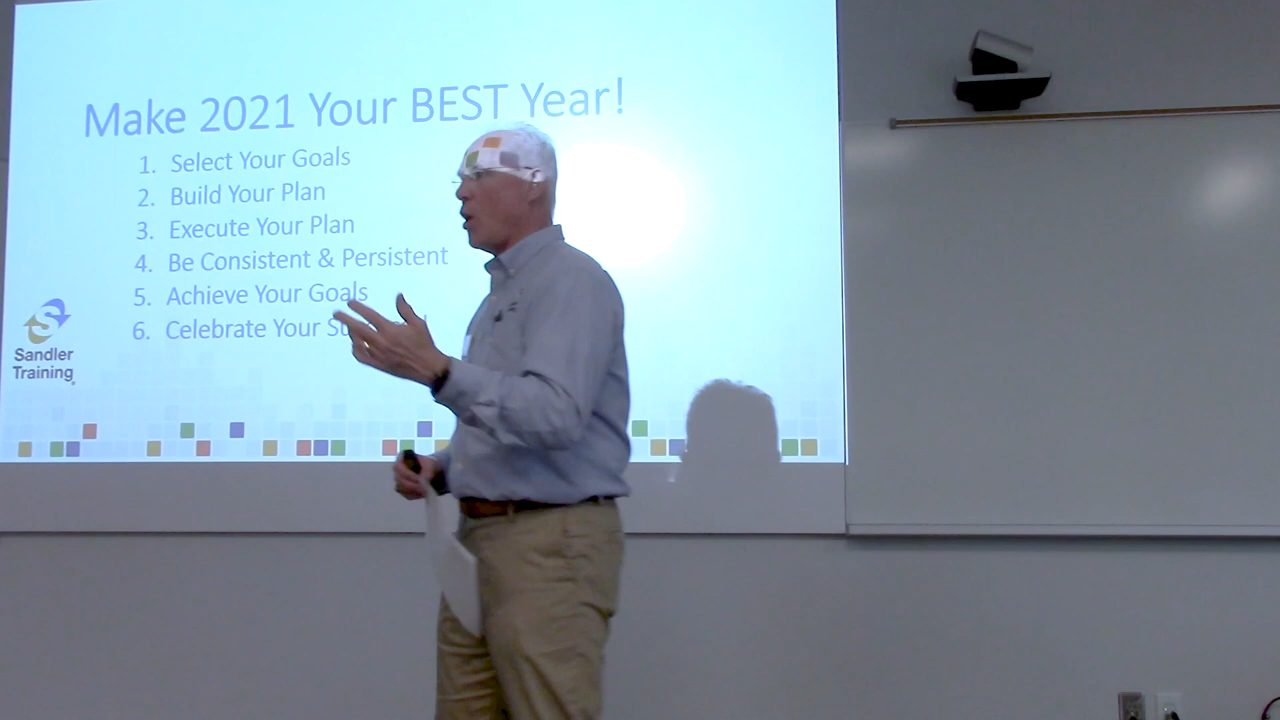 Make 2021 Your BEST Year!
1. Select Your Goals
2. Build Your Plan
3. Execute Your Plan
4. Be Consistent & Persistent
5. Achieve Your Goals
6. Celebrate Your
Sandler
Training